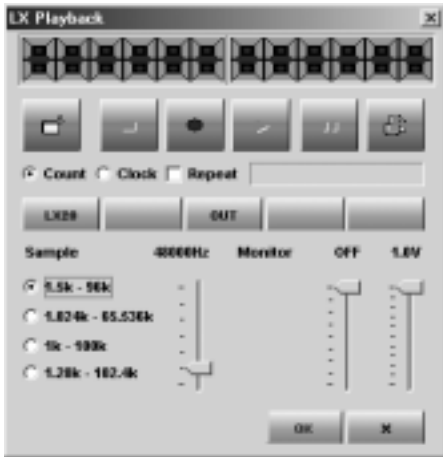 LX Playback
Count Clock Repeat
LX20 OUT
Sample 48000Hz Monitor OFF 1.0V
1.5k - 96k
1.024k - 65.536k
1k - 100k
1.28k - 102.4k
OK X